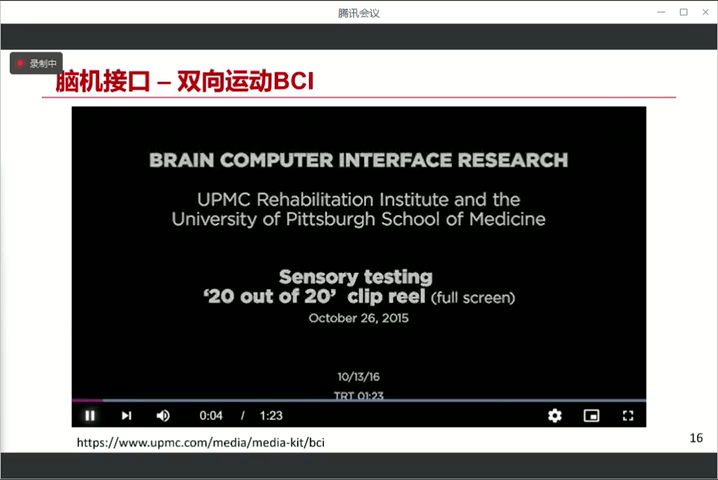 腾讯会议
录制中
脑机接口 – 双向运动BCI
BRAIN COMPUTER INTERFACE RESEARCH
UPMC Rehabilitation Institute and the
University of Pittsburgh School of Medicine
Sensory testing
‘20 out of 20’ clip reel (full screen)
October 26, 2015
10/13/16
TRT 01:23
0:04 / 1:23
https://www.upmc.com/media/media-kit/bci
16